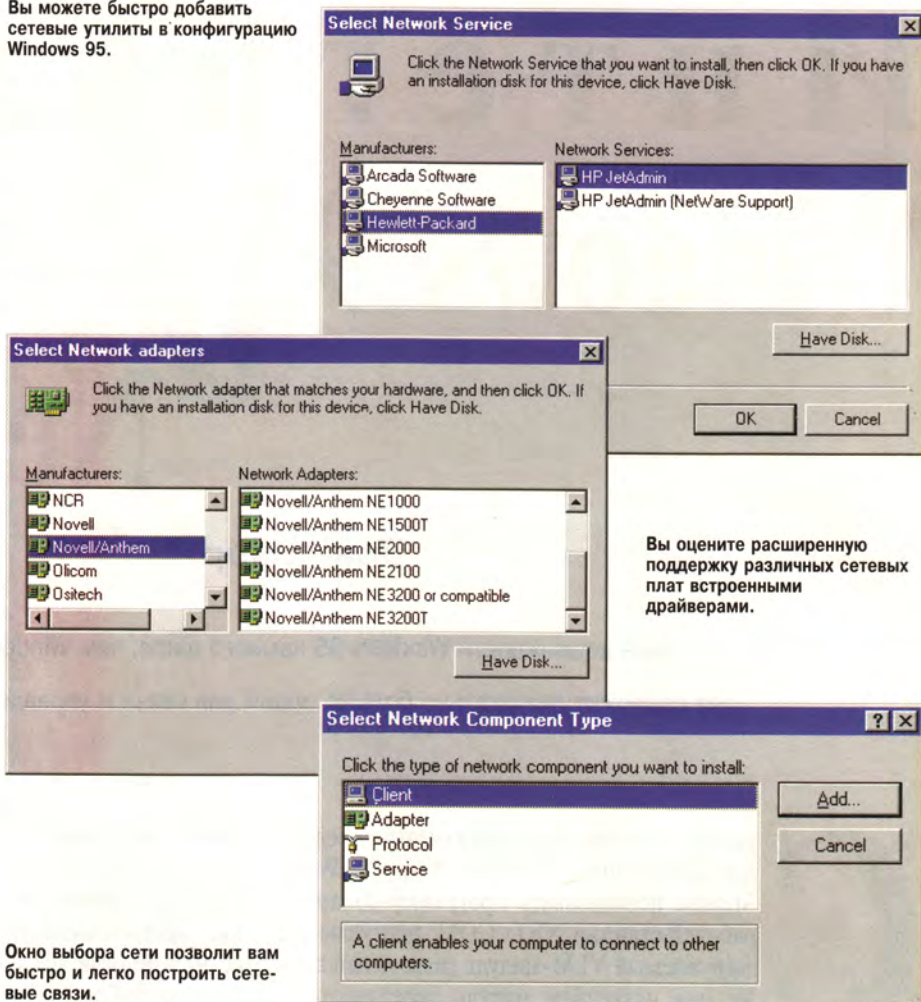 Вы можете быстро добавить
сетевые утилиты в конфигурацию
Windows 95.
Select Network Service
Click the Network Service that you want to install, then click OK. If you have
an installation disk for this device, click Have Disk.
Manufacturers:
Arcada Software
Cheyenne Software
Hewlett-Packard
Microsoft
Network Services:
HP JetAdmin
HP JetAdmin (NetWare Support)
Have Disk...
OK
Cancel
Select Network adapters
Click the Network adapter that matches your hardware, and then click OK. If
you have an installation disk for this device, click Have Disk.
Manufacturers:
NCR
Novell
Novell/Anthem
Olicom
Ositech
Network Adapters:
Novell/Anthem NE1000
Novell/Anthem NE1500T
Novell/Anthem NE2000
Novell/Anthem NE2100
Novell/Anthem NE3200 or compatible
Novell/Anthem NE3200T
Have Disk...
Вы оцените расширенную
поддержку различных сетевых
плат встроенными
драйверами.
Select Network Component Type
Click the type of network component you want to install:
Client
Adapter
Protocol
Service
Add...
Cancel
A client enables your computer to connect to other
computers.
Окно выбора сети позволит вам
быстро и легко построить сете-
вые связи.